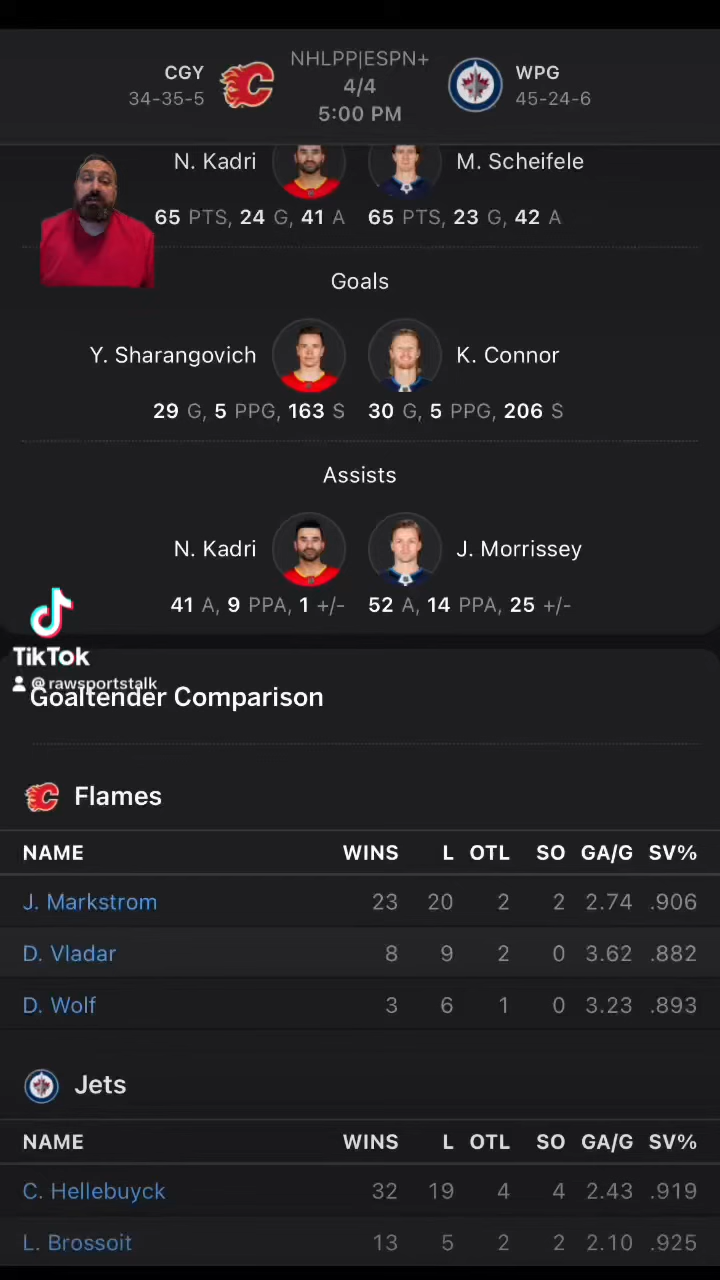 CGY
34-35-5
NHLPP|ESPN+
4/4
5:00 PM
WPG
45-24-6
N. Kadri M. Scheifele
65 PTS, 24 G, 41 A 65 PTS, 23 G, 42 A
Goals
Y. Sharangovich K. Connor
29 G, 5 PPG, 163 S 30 G, 5 PPG, 206 S
Assists
N. Kadri J. Morrissey
41 A, 9 PPA, 1 +/- 52 A, 14 PPA, 25 +/-
TikTok
@rawsportstalk
Goaltender Comparison
Flames
NAME WINS L OTL SO GA/G SV%
J. Markstrom 23 20 2 2 2.74 .906
D. Vladar 8 9 2 0 3.62 .882
D. Wolf 3 6 1 0 3.23 .893
Jets
NAME WINS L OTL SO GA/G SV%
C. Hellebuyck 32 19 4 4 2.43 .919
L. Brossoit 13 5 2 2 2.10 .925